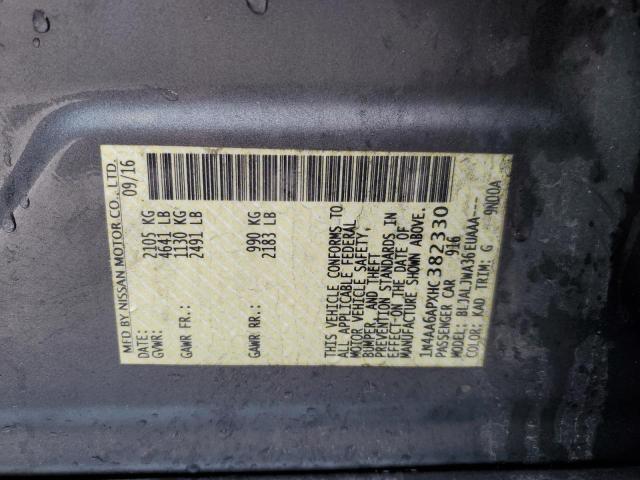 MFD BY NISSAN MOTOR CO., LTD.
DATE: 09/16
GVWR: 2105 KG
4641 LB
GAWR FR: 1130 KG
2491 LB
GAWR RR: 990 KG
2183 LB
THIS VEHICLE CONFORMS TO
ALL APPLICABLE FEDERAL
MOTOR VEHICLE SAFETY,
BUMPER, AND THEFT
PREVENTION STANDARDS IN
EFFECT ON THE DATE OF
MANUFACTURE SHOWN ABOVE.
1N4AA6APXHC382330
PASSENGER CAR 916
MODEL: BLJALJWA36EUAAA---
COLOR: KAD TRIM: G 9N00A